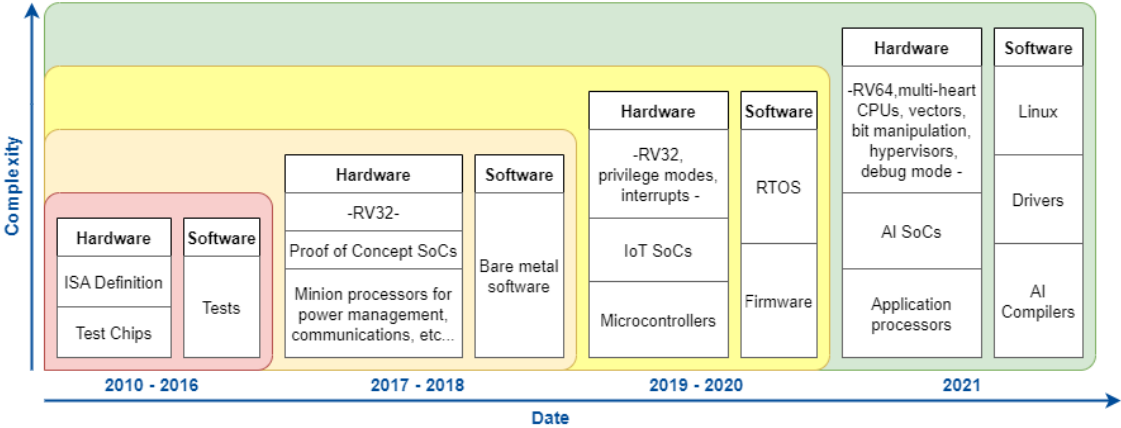 Complexity
Hardware
Software
ISA Definition
Test Chips
Tests
Hardware
Software
-RV32-
Proof of Concept SoCs
Minion processors for
power management,
communications, etc...
Bare metal
software
Hardware
Software
-RV32,
privilege modes,
interrupts -
IoT SoCs
Microcontrollers
RTOS
Firmware
Hardware
Software
-RV64,multi-heart
CPUs, vectors,
bit manipulation,
hypervisors,
debug mode -
AI SoCs
Application
processors
Linux
Drivers
AI
Compilers
2010 - 2016
2017 - 2018
2019 - 2020
2021
Date